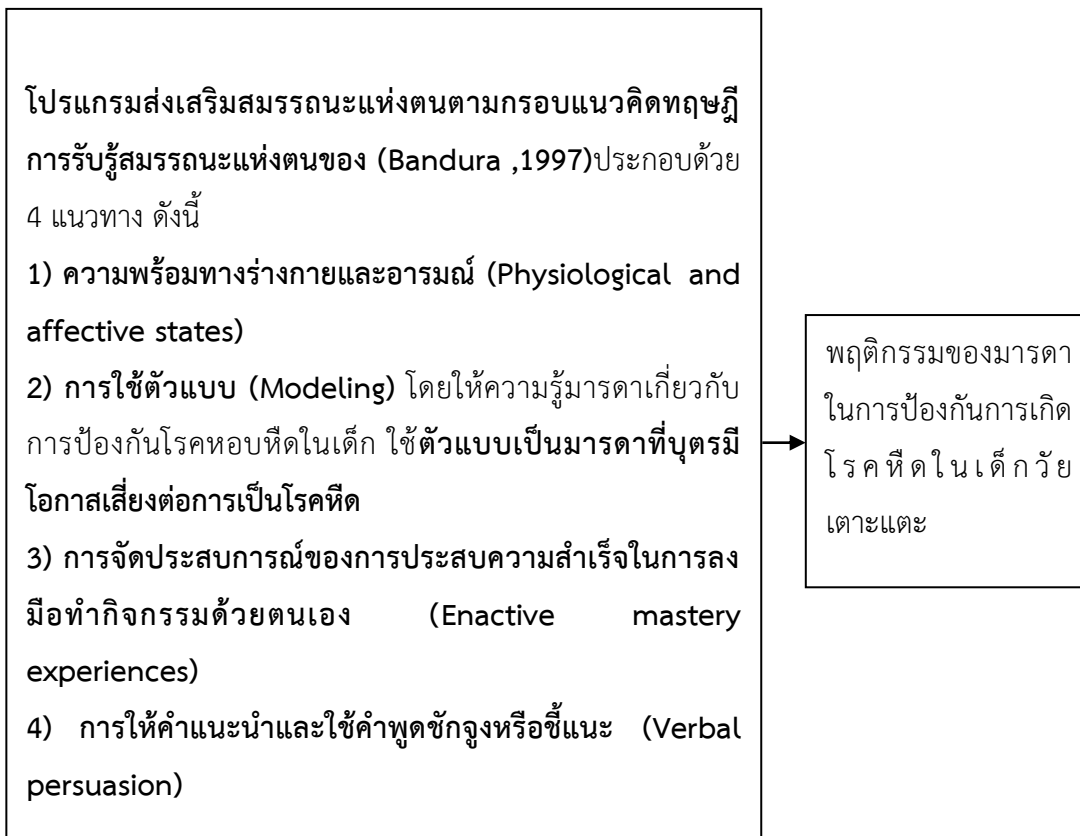 โปรแกรมส่งเสริมสมรรถนะแห่งตนตามกรอบแนวคิดทฤษฎี
การรับรู้สมรรถนะแห่งตนของ (Bandura ,1997)ประกอบด้วย
4 แนวทาง ดังนี้
1) ความพร้อมทางร่างกายและอารมณ์ (Physiological and
affective states)
2) การใช้ตัวแบบ (Modeling) โดยให้ความรู้มารดาเกี่ยวกับ
การป้องกันโรคหอบหืดในเด็ก ใช้ตัวแบบเป็นมารดาที่บุตรมี
โอกาสเสี่ยงต่อการเป็นโรคหืด
3) การจัดประสบการณ์ของการประสบความสำเร็จในการลง
มือทำกิจกรรมด้วยตนเอง (Enactive mastery
experiences)
4) การให้คำแนะนำและใช้คำพูดชักจูงหรือชี้แนะ (Verbal
persuasion)
พฤติกรรมของมารดา
ในการป้องกันการเกิด
โรคหืดในเด็กวัย
เตาะแตะ